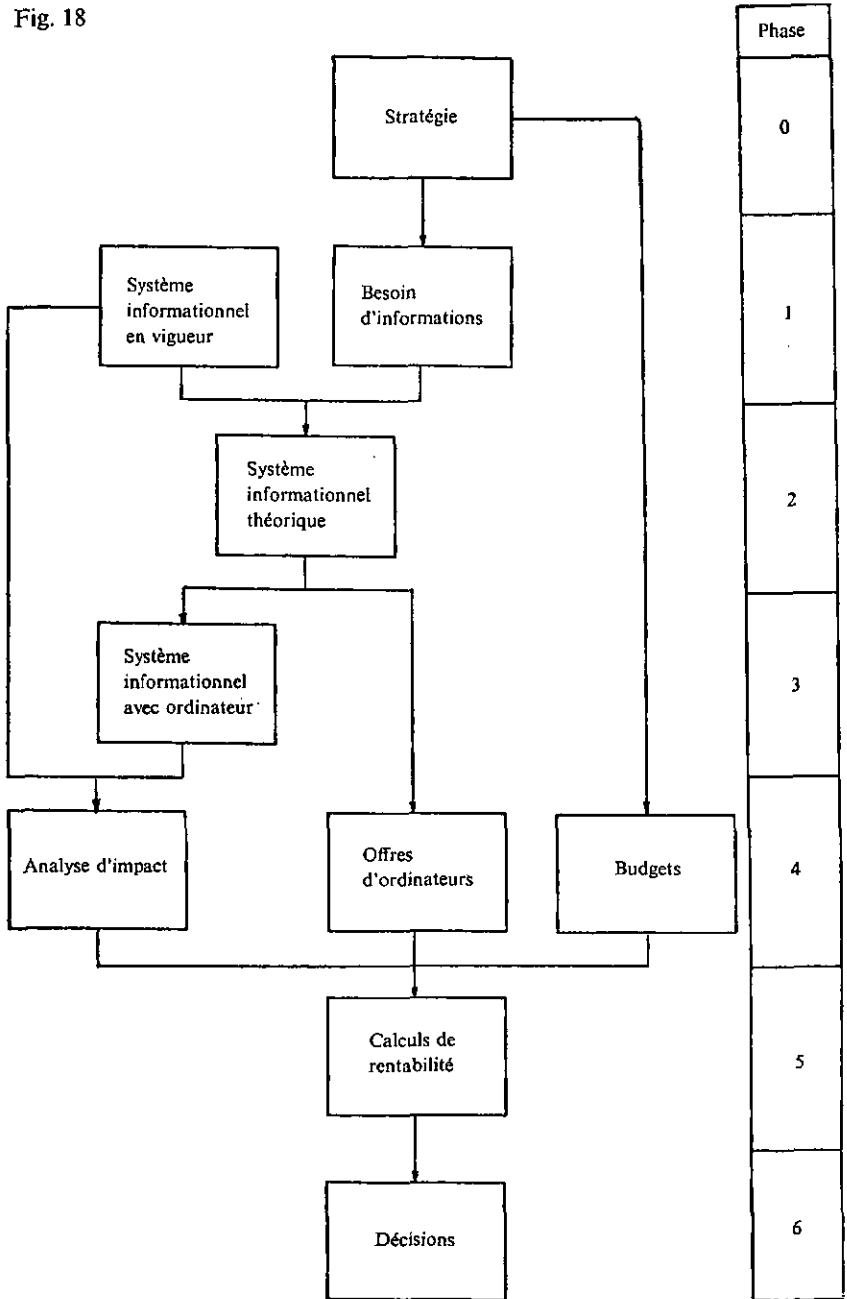 Fig. 18
Phase
Stratégie
0
Système
informationnel
en vigueur
Besoin
d'informations
1
Système
informationnel
théorique
2
Système
informationnel
avec ordinateur
3
Analyse d'impact
Offres
d'ordinateurs
Budgets
4
Calculs de
rentabilité
5
Décisions
6